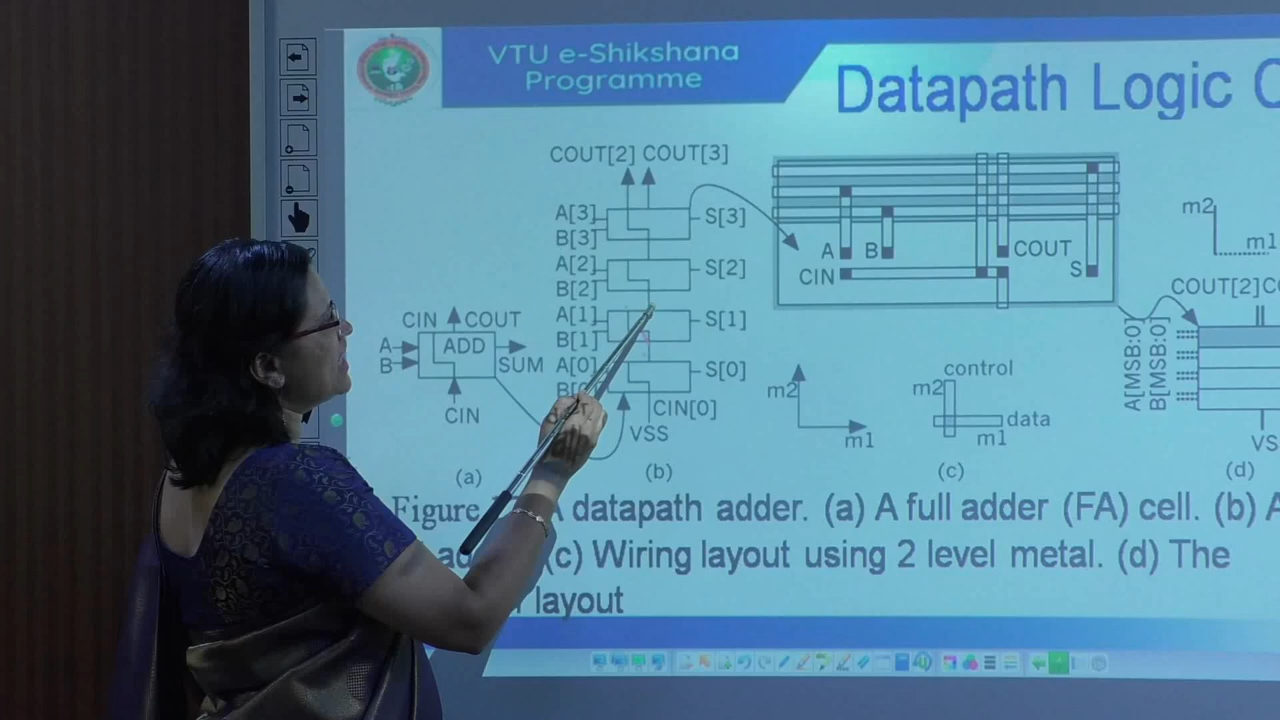 VTU e-Shikshana
Programme
Datapath Logic C
COUT[2] COUT[3]
A[3]
B[3]
S[3]
A[2]
B[2]
S[2]
A[1]
B[1]
S[1]
A[0]
S[0]
CIN[0]
VSS
(b)
CIN COUT
A
B
ADD
SUM
CIN
(a)
A
B
COUT
CIN
S
m2
m1
control
m2
data
m1
(c)
m2
m1
COUT[2]
A[MSB:0]
B[MSB:0]
VS
(d)
Figure A datapath adder. (a) A full adder (FA) cell. (b) A
(c) Wiring layout using 2 level metal. (d) The
layout